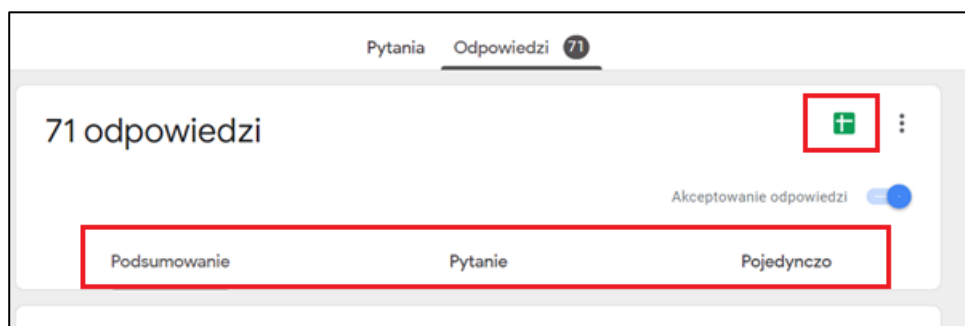 Pytania Odpowiedzi 71
71 odpowiedzi
Akceptowanie odpowiedzi
Podsumowanie Pytanie Pojedynczo